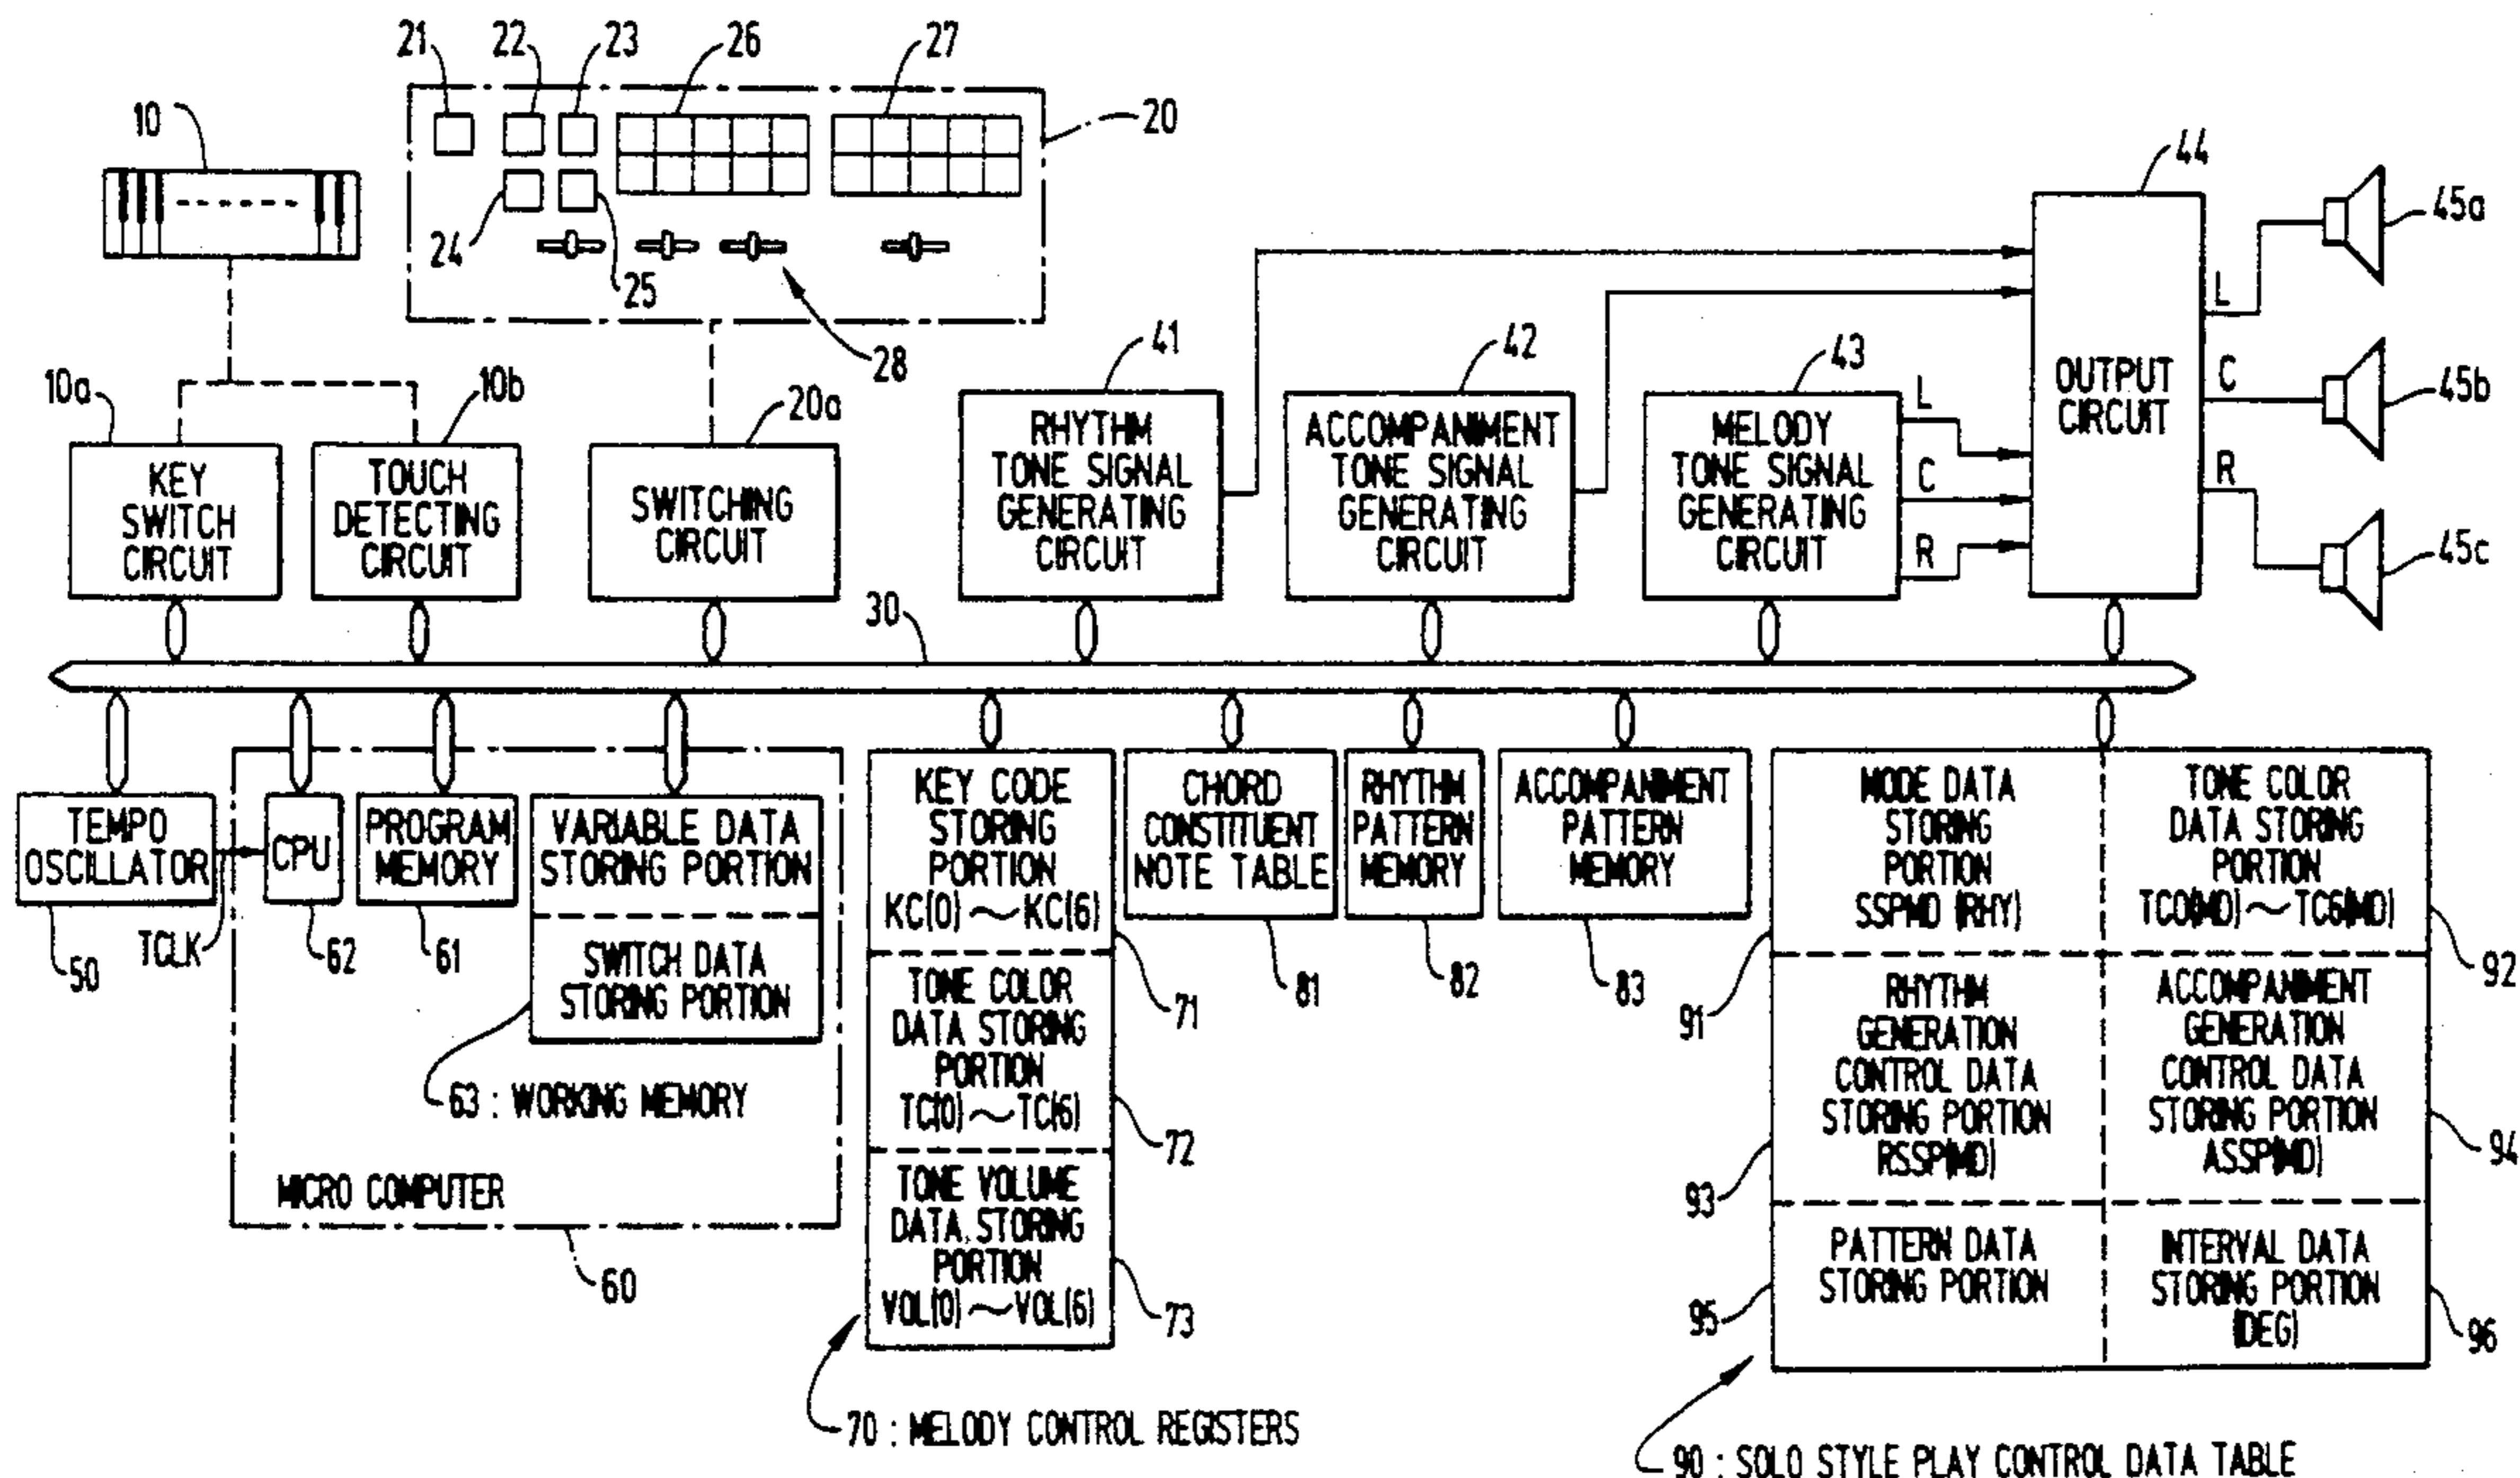 21
22
23
26
27
10
20
24
25
28
44
45a
45b
45c
L
C
R
OUTPUT
CIRCUIT
10a
10b
20a
41
42
43
KEY
SWITCH
CIRCUIT
TOUCH
DETECTING
CIRCUIT
SWITCHING
CIRCUIT
RHYTHM
TONE SIGNAL
GENERATING
CIRCUIT
ACCOMPANIMENT
TONE SIGNAL
GENERATING
CIRCUIT
MELODY
TONE SIGNAL
GENERATING
CIRCUIT
L
C
R
30
TEMPO
OSCILLATOR
50
TCLK
CPU
62
PROGRAM
MEMORY
61
VARIABLE DATA
STORING PORTION
SWITCH DATA
STORING PORTION
63 : WORKING MEMORY
MICRO COMPUTER
60
KEY CODE
STORING
PORTION
KC(0)～KC(6)
71
TONE COLOR
DATA STORING
PORTION
TC(0)～TC(6)
72
TONE VOLUME
DATA STORING
PORTION
VOL(0)～VOL(6)
73
70 : MELODY CONTROL REGISTERS
CHORD
CONSTITUENT
NOTE TABLE
81
RHYTHM
PATTERN
MEMORY
82
ACCOMPANIMENT
PATTERN
MEMORY
83
MODE DATA
STORING
PORTION
SSPMD (RHY)
91
TONE COLOR
DATA STORING
PORTION
TC0(MD)～TC6(MD)
92
RHYTHM
GENERATION
CONTROL DATA
STORING PORTION
RSSP(MD)
93
ACCOMPANIMENT
GENERATION
CONTROL DATA
STORING PORTION
ASSP(MD)
94
PATTERN DATA
STORING PORTION
95
INTERVAL DATA
STORING PORTION
(DEG)
96
90 : SOLO STYLE PLAY CONTROL DATA TABLE